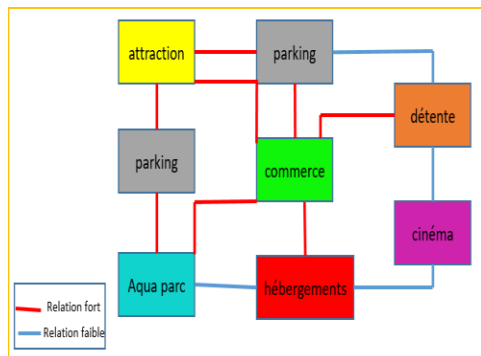 attraction
parking
détente
parking
commerce
cinéma
Aqua parc
hébergements
Relation fort
Relation faible